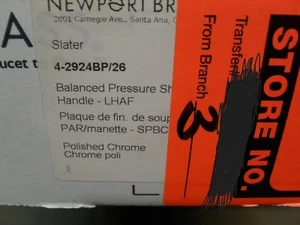 NEWPORT BR
2001 Carnegie Ave., Santa Ana, C
Slater
4-2924BP/26
Balanced Pressure Sh
Handle - LHAF
Plaque de fin. de soup
PAR/manette - SPBC
Polished Chrome
Chrome poli
A
ucet t
Transfer
From Branch
3
STORE NO.